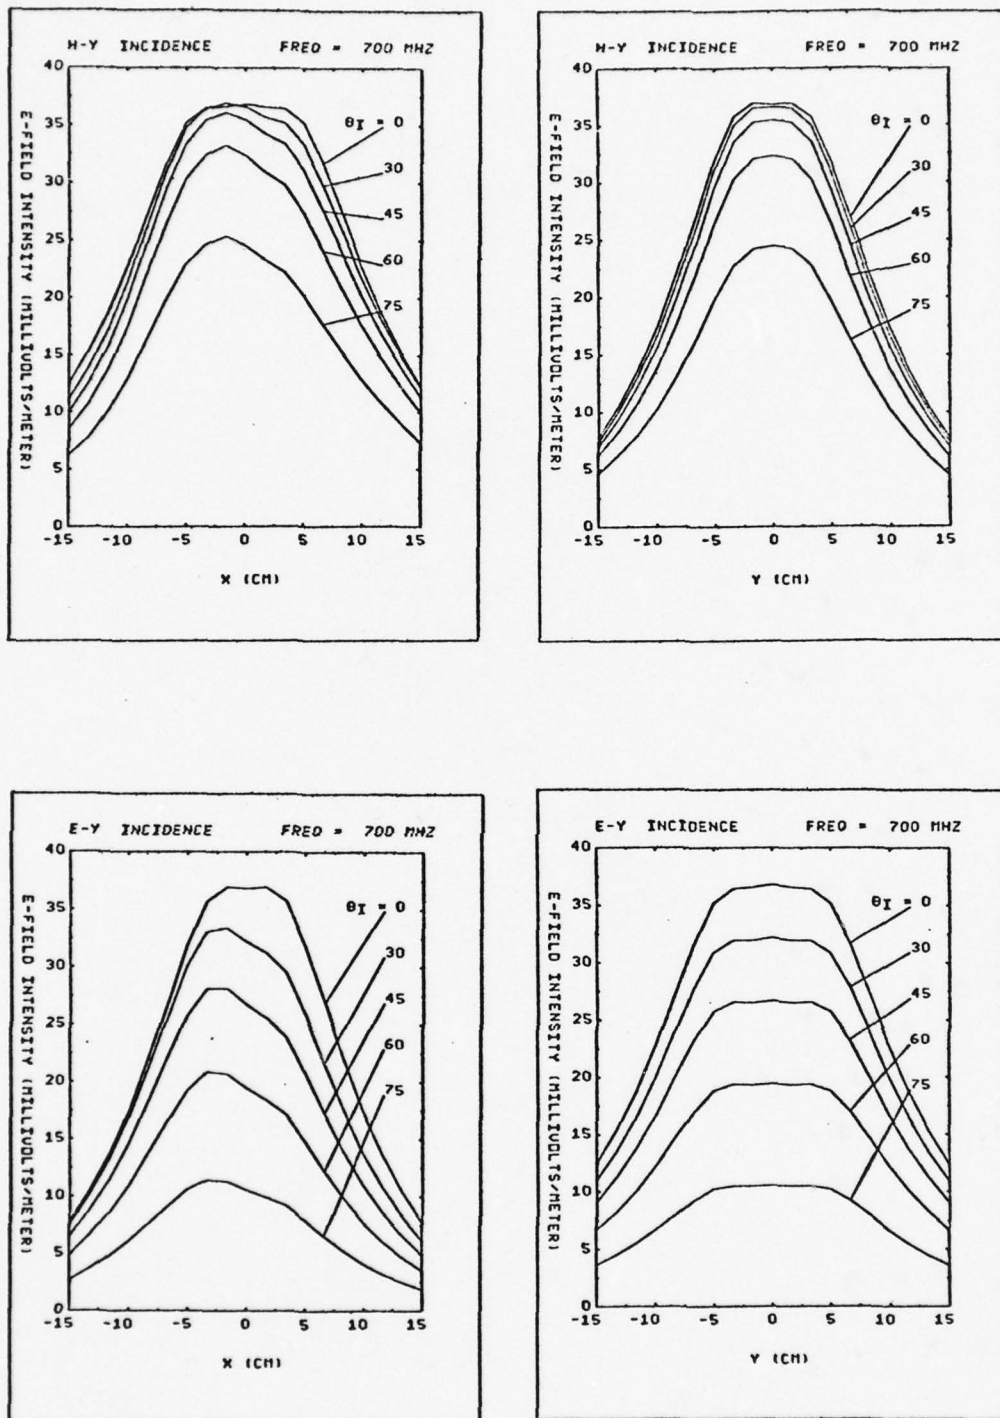 H-Y INCIDENCE FREQ = 700 MHZ
40
35
30
25
20
15
10
5
0
-15 -10 -5 0 5 10 15
E-FIELD INTENSITY (MILLIVOLTS/METER)
X (CM)
θI = 0
30
45
60
75
H-Y INCIDENCE FREQ = 700 MHZ
40
35
30
25
20
15
10
5
0
-15 -10 -5 0 5 10 15
E-FIELD INTENSITY (MILLIVOLTS/METER)
Y (CM)
θI = 0
30
45
60
75
E-Y INCIDENCE FREQ = 700 MHZ
40
35
30
25
20
15
10
5
0
-15 -10 -5 0 5 10 15
E-FIELD INTENSITY (MILLIVOLTS/METER)
X (CM)
θI = 0
30
45
60
75
E-Y INCIDENCE FREQ = 700 MHZ
40
35
30
25
20
15
10
5
0
-15 -10 -5 0 5 10 15
E-FIELD INTENSITY (MILLIVOLTS/METER)
Y (CM)
θI = 0
30
45
60
75